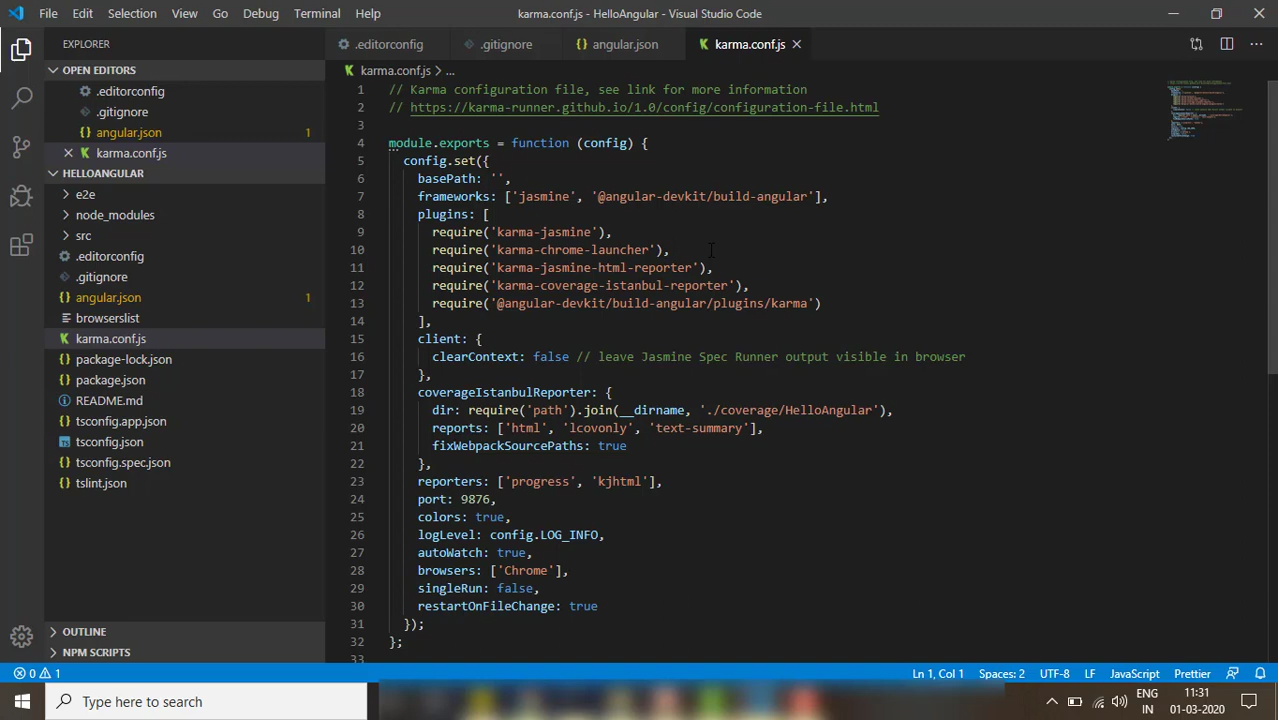 File Edit Selection View Go Debug Terminal Help karma.conf.js - HelloAngular - Visual Studio Code
EXPLORER
OPEN EDITORS
.editorconfig
.gitignore
angular.json 1
karma.conf.js
HELLOANGULAR
e2e
node_modules
src
.editorconfig
.gitignore
angular.json 1
browserslist
karma.conf.js
package-lock.json
package.json
README.md
tsconfig.app.json
tsconfig.json
tsconfig.spec.json
tslint.json
OUTLINE
NPM SCRIPTS
.editorconfig .gitignore angular.json karma.conf.js
karma.conf.js > ...
1 // Karma configuration file, see link for more information
2 // https://karma-runner.github.io/1.0/config/configuration-file.html
3
4 module.exports = function (config) {
5 config.set({
6 basePath: '',
7 frameworks: ['jasmine', '@angular-devkit/build-angular'],
8 plugins: [
9 require('karma-jasmine'),
10 require('karma-chrome-launcher'),
11 require('karma-jasmine-html-reporter'),
12 require('karma-coverage-istanbul-reporter'),
13 require('@angular-devkit/build-angular/plugins/karma')
14 ],
15 client: {
16 clearContext: false // leave Jasmine Spec Runner output visible in browser
17 },
18 coverageIstanbulReporter: {
19 dir: require('path').join(__dirname, './coverage/HelloAngular'),
20 reports: ['html', 'lcovonly', 'text-summary'],
21 fixWebpackSourcePaths: true
22 },
23 reporters: ['progress', 'kjhtml'],
24 port: 9876,
25 colors: true,
26 logLevel: config.LOG_INFO,
27 autoWatch: true,
28 browsers: ['Chrome'],
29 singleRun: false,
30 restartOnFileChange: true
31 });
32 };
33
0 1 Ln 1, Col 1 Spaces: 2 UTF-8 LF JavaScript Prettier
Type here to search
ENG
IN
11:31
01-03-2020